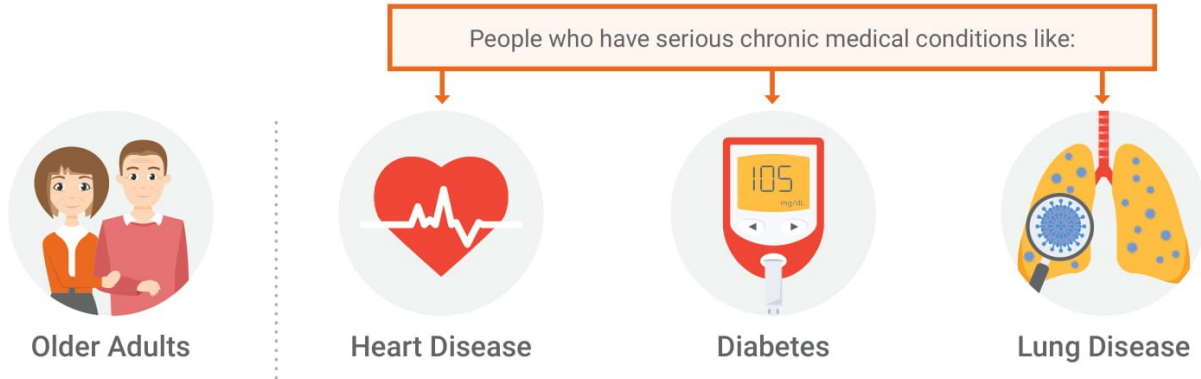 People who have serious chronic medical conditions like:
105
mg/dL
Older Adults
Heart Disease
Diabetes
Lung Disease